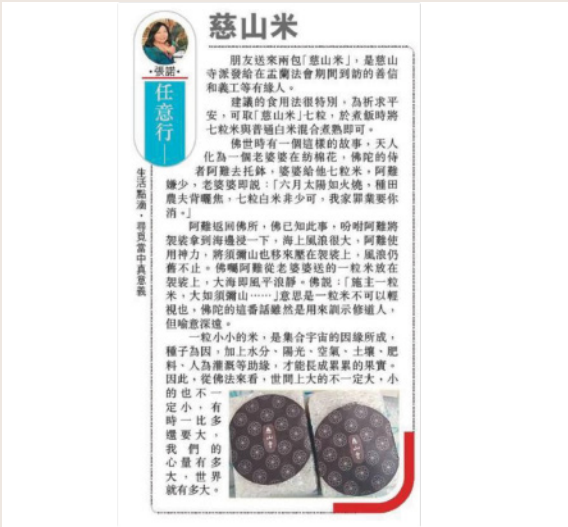 慈山米
•張諾•
任意行
生活點滴，尋覓當中真意義
朋友送來兩包「慈山米」，是慈山
寺派發給在盂蘭法會期間到訪的善信
和義工等有緣人。
建議的食用法很特別，為祈求平
安，可取「慈山米」七粒，於煮飯時將
七粒米與普通白米混合煮熟即可。
佛世時有一個這樣的故事，天人
化為一個老婆婆在紡棉花，佛陀的侍
者阿難去托鉢，婆婆給他七粒米，阿難
嫌少，老婆婆即說：「六月太陽如火燒，種田
農夫背曬焦，七粒白米非少可，我家罪業要你
消。」
阿難返回佛所，佛已知此事，吩咐阿難將
袈裟拿到海邊浸一下，海上風浪很大，阿難使
用神力，將須彌山也移來壓在袈裟上，風浪仍
舊不止。佛囑阿難從老婆婆送的一粒米放在
袈裟上，大海即風平浪靜。佛說：「施主一粒
米，大如須彌山……」意思是一粒米不可以輕
視也，佛陀的這番話雖然是用來訓示修道人，
但喻意深遠。
一粒小小的米，是集合宇宙的因緣所成，
種子為因，加上水分、陽光、空氣、土壤、肥
料、人為灌溉等助緣，才能長成累累的果實。
因此，從佛法來看，世間上大的不一定大，小
的也不一
定小，有
時一比多
還要大，
我們的
心量有多
大，世界
就有多大。